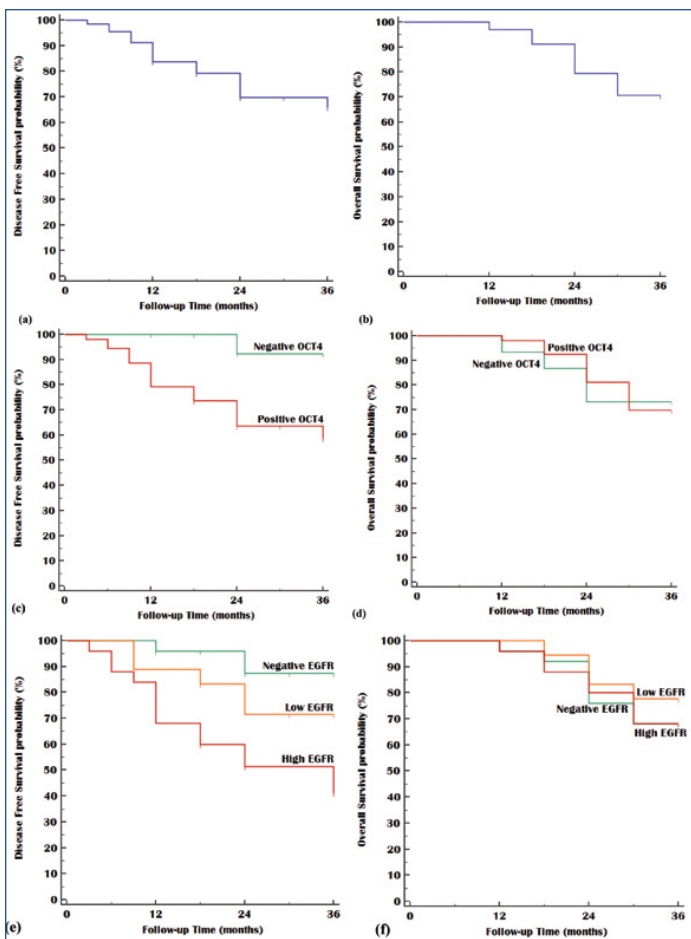 Disease Free Survival probability (%)
100
90
80
70
60
50
40
30
20
10
0
0 12 24 36
Follow-up Time (months)
(a)
Overall Survival probability (%)
100
90
80
70
60
50
40
30
20
10
0
0 12 24 36
Follow-up Time (months)
(b)
Disease Free Survival probability (%)
100
90
80
70
60
50
40
30
20
10
0
Negative OCT4
Positive OCT4
0 12 24 36
Follow-up Time (months)
(c)
Overall Survival probability (%)
100
90
80
70
60
50
40
30
20
10
0
Positive OCT4
Negative OCT4
0 12 24 36
Follow-up Time (months)
(d)
Disease Free Survival probability (%)
100
90
80
70
60
50
40
30
20
10
0
Negative EGFR
Low EGFR
High EGFR
0 12 24 36
Follow-up Time (months)
(e)
Overall Survival probability (%)
100
90
80
70
60
50
40
30
20
10
0
Low EGFR
Negative EGFR
High EGFR
0 12 24 36
Follow-up Time (months)
(f)